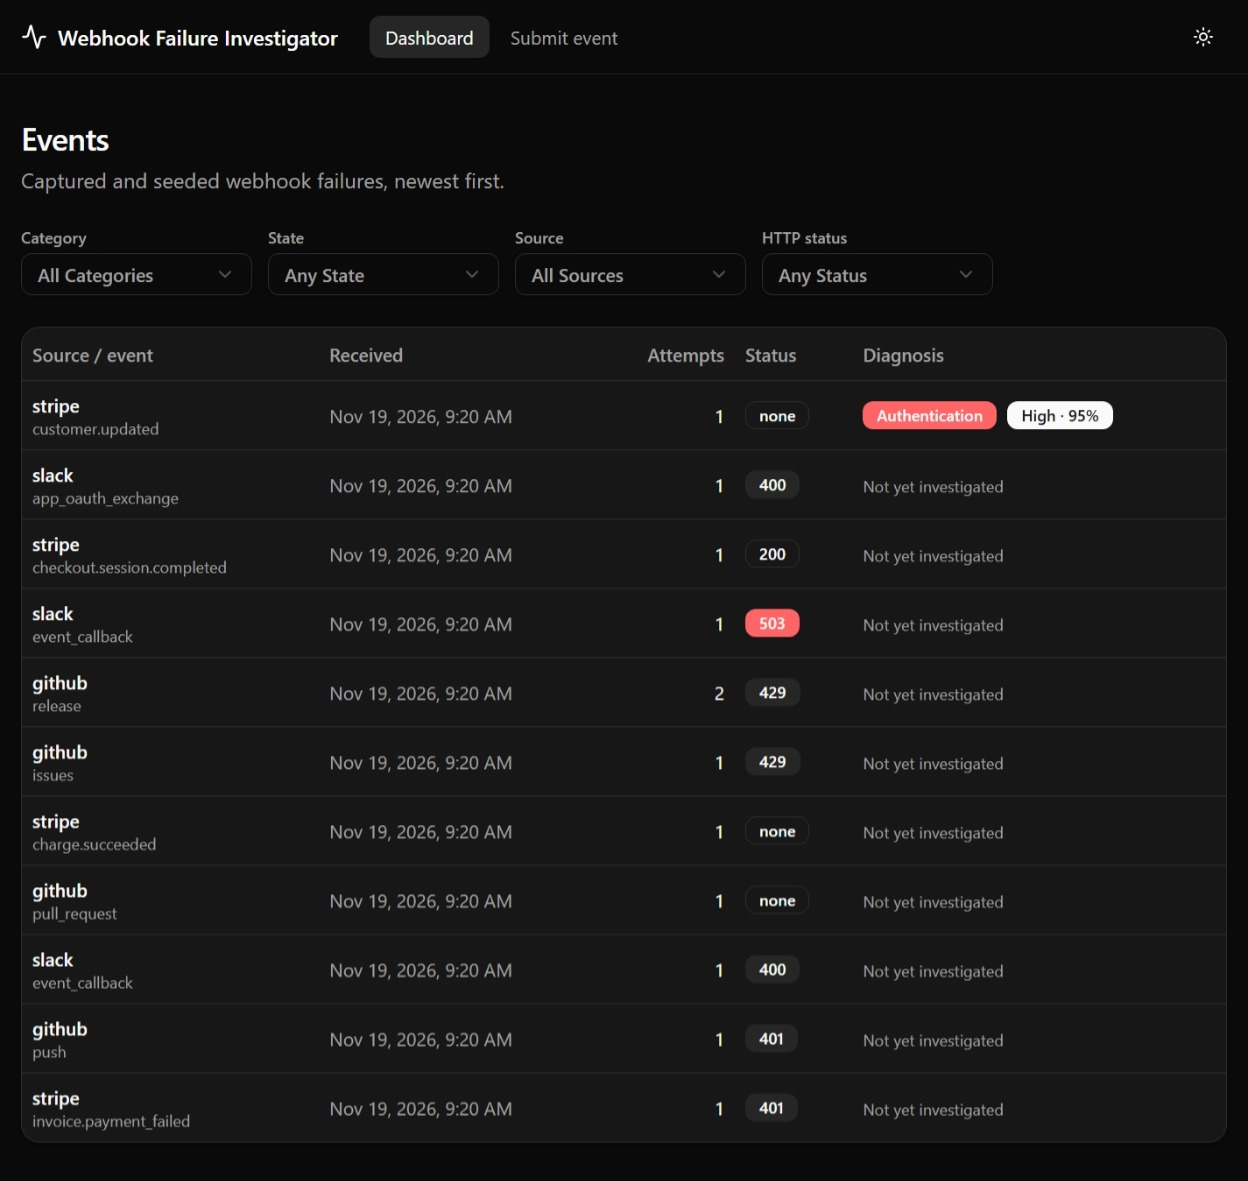 Webhook Failure Investigator Dashboard Submit event
Events
Captured and seeded webhook failures, newest first.
Category State Source HTTP status
All Categories Any State All Sources Any Status
Source / event Received Attempts Status Diagnosis
stripe
customer.updated
Nov 19, 2026, 9:20 AM 1 none Authentication High · 95%
slack
app_oauth_exchange
Nov 19, 2026, 9:20 AM 1 400 Not yet investigated
stripe
checkout.session.completed
Nov 19, 2026, 9:20 AM 1 200 Not yet investigated
slack
event_callback
Nov 19, 2026, 9:20 AM 1 503 Not yet investigated
github
release
Nov 19, 2026, 9:20 AM 2 429 Not yet investigated
github
issues
Nov 19, 2026, 9:20 AM 1 429 Not yet investigated
stripe
charge.succeeded
Nov 19, 2026, 9:20 AM 1 none Not yet investigated
github
pull_request
Nov 19, 2026, 9:20 AM 1 none Not yet investigated
slack
event_callback
Nov 19, 2026, 9:20 AM 1 400 Not yet investigated
github
push
Nov 19, 2026, 9:20 AM 1 401 Not yet investigated
stripe
invoice.payment_failed
Nov 19, 2026, 9:20 AM 1 401 Not yet investigated